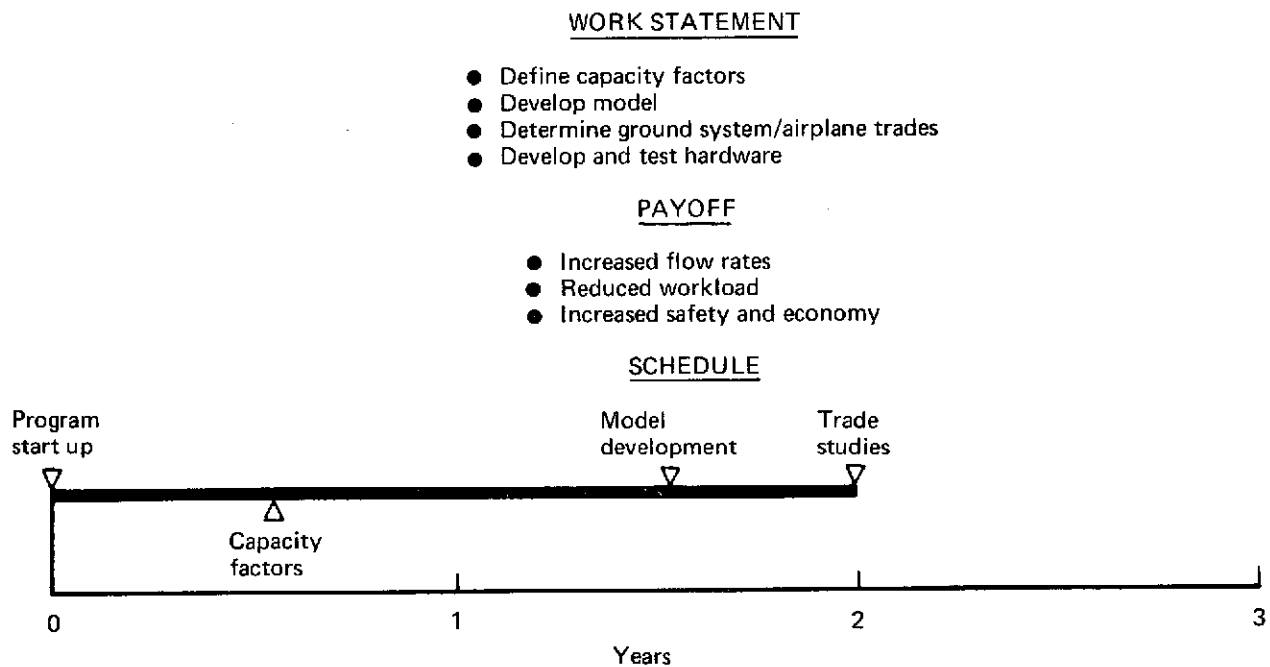 WORK STATEMENT
● Define capacity factors
● Develop model
● Determine ground system/airplane trades
● Develop and test hardware
PAYOFF
● Increased flow rates
● Reduced workload
● Increased safety and economy
SCHEDULE
Program
start up
Model
development
Trade
studies
Capacity
factors
0 1 2 3
Years